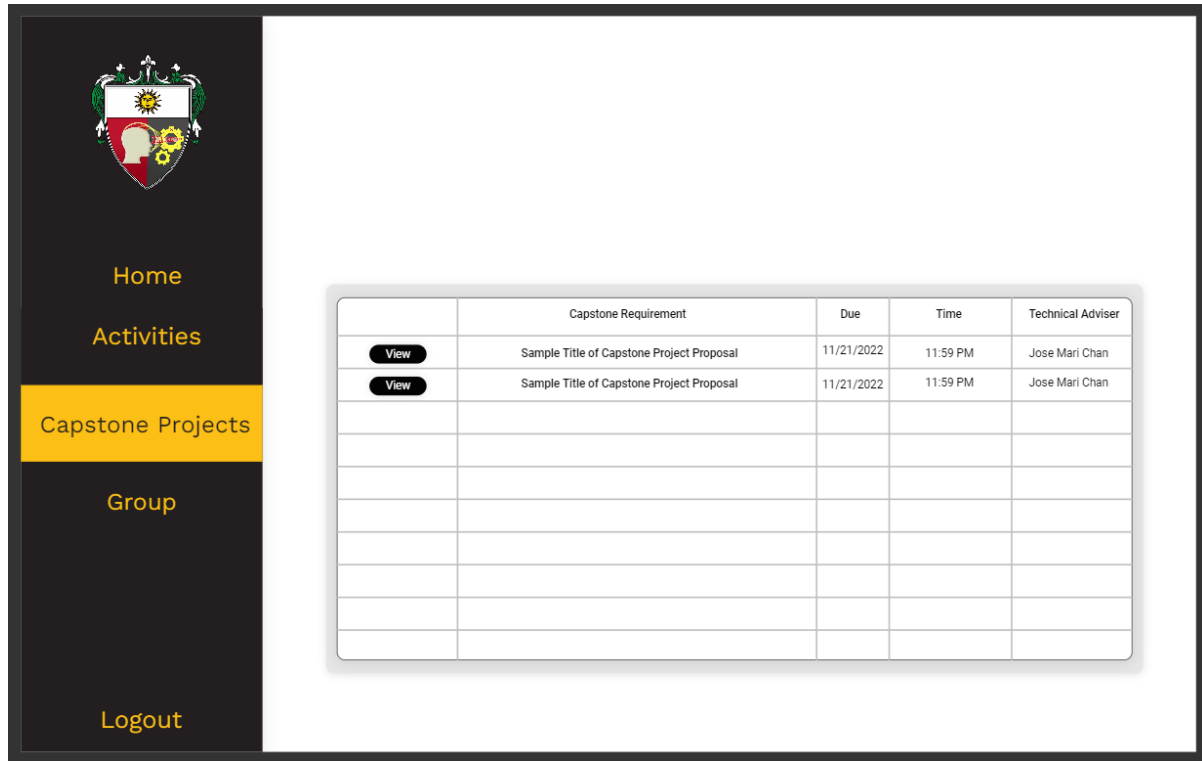 Home
Activities
Capstone Projects
Group
Logout
Capstone Requirement Due Time Technical Adviser
View Sample Title of Capstone Project Proposal 11/21/2022 11:59 PM Jose Mari Chan
View Sample Title of Capstone Project Proposal 11/21/2022 11:59 PM Jose Mari Chan